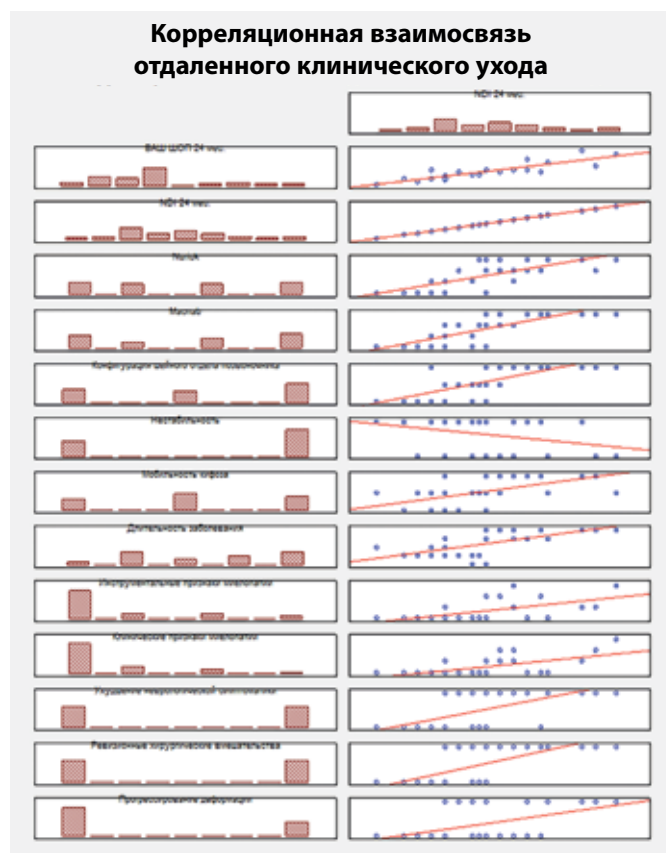 Корреляционная взаимосвязь
отдаленного клинического ухода
NDI 24 мес.
ВАШ ШОП 24 мес.
NDI 24 мес.
Nurick
Macnab
Конфигурация шейного отдела позвоночника
Нестабильность
Мобильность кифоза
Длительность заболевания
Инструментальные признаки миелопатии
Клинические признаки миелопатии
Ухудшение неврологической симптоматики
Ревизионные хирургические вмешательства
Прогрессирование деформации